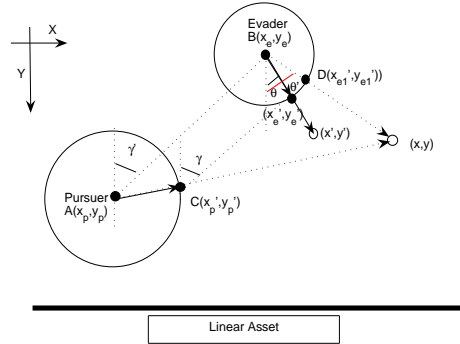 Evader
B(x_e,y_e)
X
Y
D(x_e1',y_e1'))
θ θ'
(x_e',y_e')
(x',y')
(x,y)
γ'
γ
Pursuer
A(x_p,y_p)
C(x_p',y_p')
Linear Asset